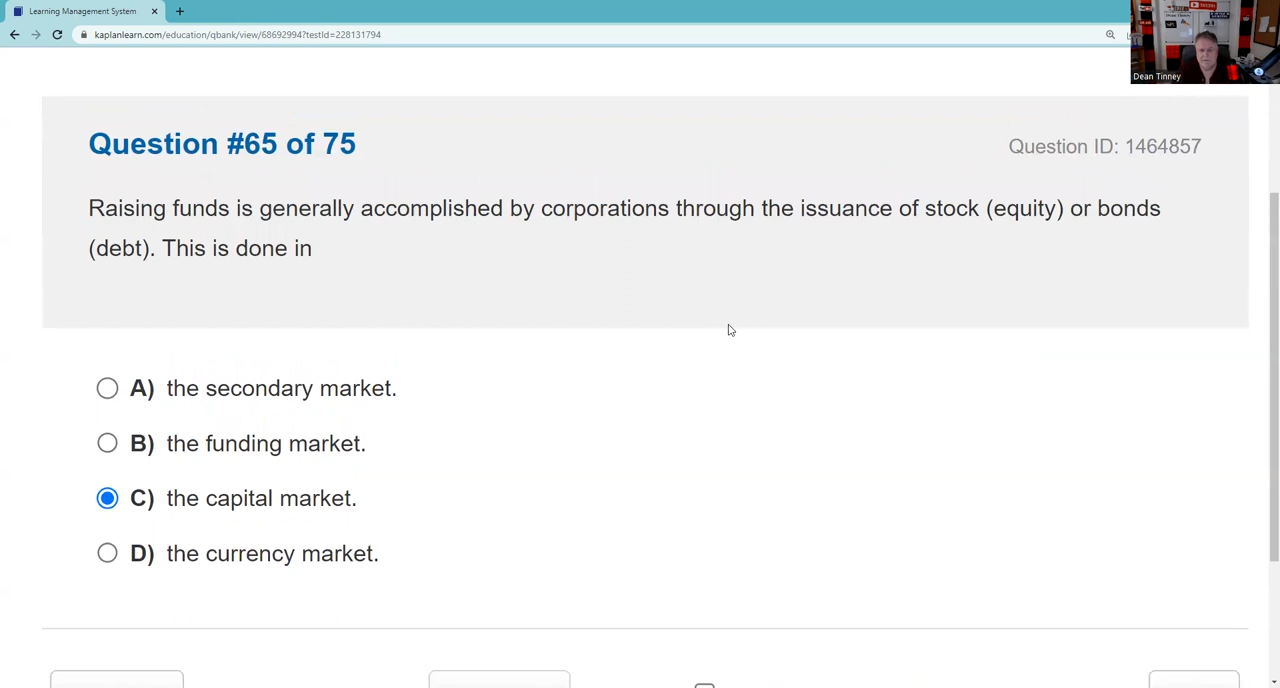 Learning Management System
kaplanlearn.com/education/qbank/view/68692994?testId=228131794
Dean Tinney
Question #65 of 75
Question ID: 1464857
Raising funds is generally accomplished by corporations through the issuance of stock (equity) or bonds
(debt). This is done in
A) the secondary market.
B) the funding market.
C) the capital market.
D) the currency market.